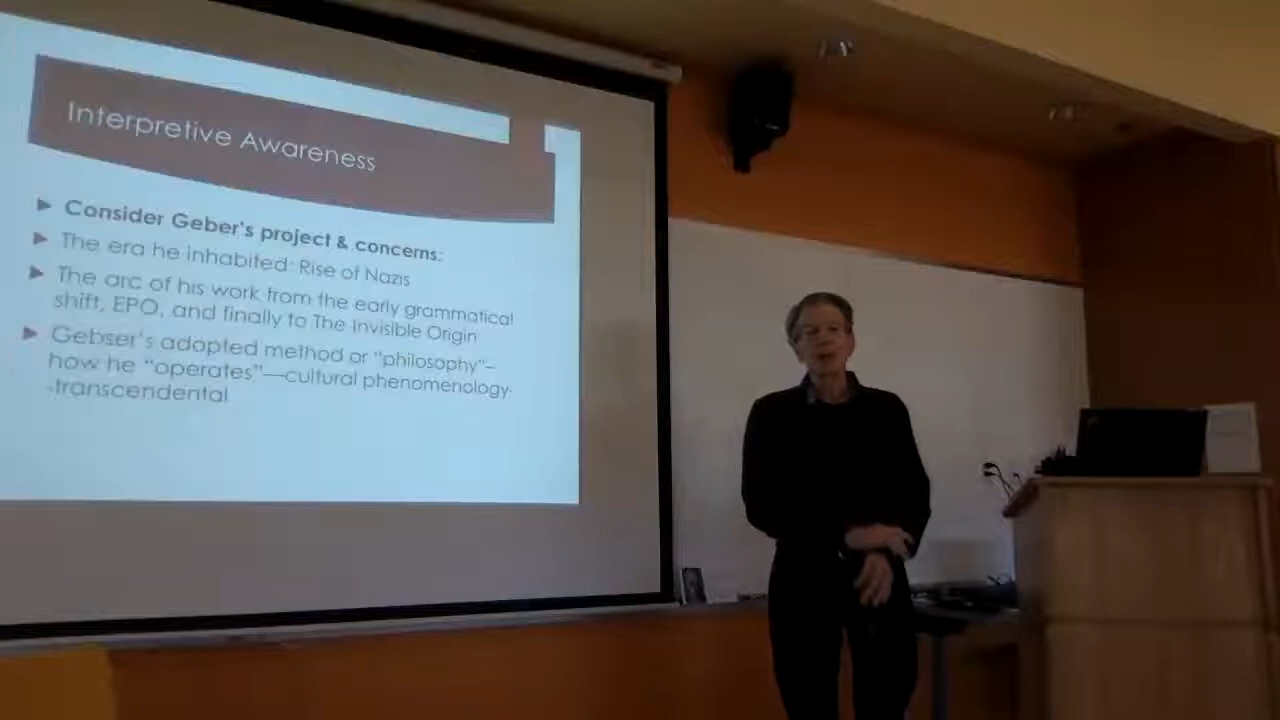 Interpretive Awareness
Consider Geber's project & concerns:
The era he inhabited: Rise of Nazis
The arc of his work from the early grammatical
shift, EPO, and finally to The Invisible Origin
Gebser's adopted method or "philosophy"–
how he "operates"—cultural phenomenology-
-transcendental